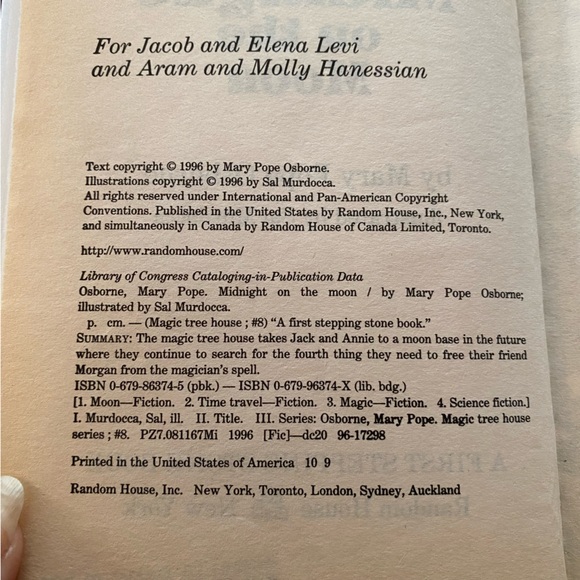 For Jacob and Elena Levi
and Aram and Molly Hanessian
Text copyright © 1996 by Mary Pope Osborne.
Illustrations copyright © 1996 by Sal Murdocca.
All rights reserved under International and Pan-American Copyright
Conventions. Published in the United States by Random House, Inc., New York,
and simultaneously in Canada by Random House of Canada Limited, Toronto.
http://www.randomhouse.com/
Library of Congress Cataloging-in-Publication Data
Osborne, Mary Pope. Midnight on the moon / by Mary Pope Osborne;
illustrated by Sal Murdocca.
p. cm. — (Magic tree house ; #8) “A first stepping stone book.”
SUMMARY: The magic tree house takes Jack and Annie to a moon base in the future
where they continue to search for the fourth thing they need to free their friend
Morgan from the magician's spell.
ISBN 0-679-86374-5 (pbk.) — ISBN 0-679-96374-X (lib. bdg.)
[1. Moon—Fiction. 2. Time travel—Fiction. 3. Magic—Fiction. 4. Science fiction.]
I. Murdocca, Sal, ill. II. Title. III. Series: Osborne, Mary Pope. Magic tree house
series ; #8. PZ7.081167Mi 1996 [Fic]—dc20 96-17298
Printed in the United States of America 10 9
Random House, Inc. New York, Toronto, London, Sydney, Auckland